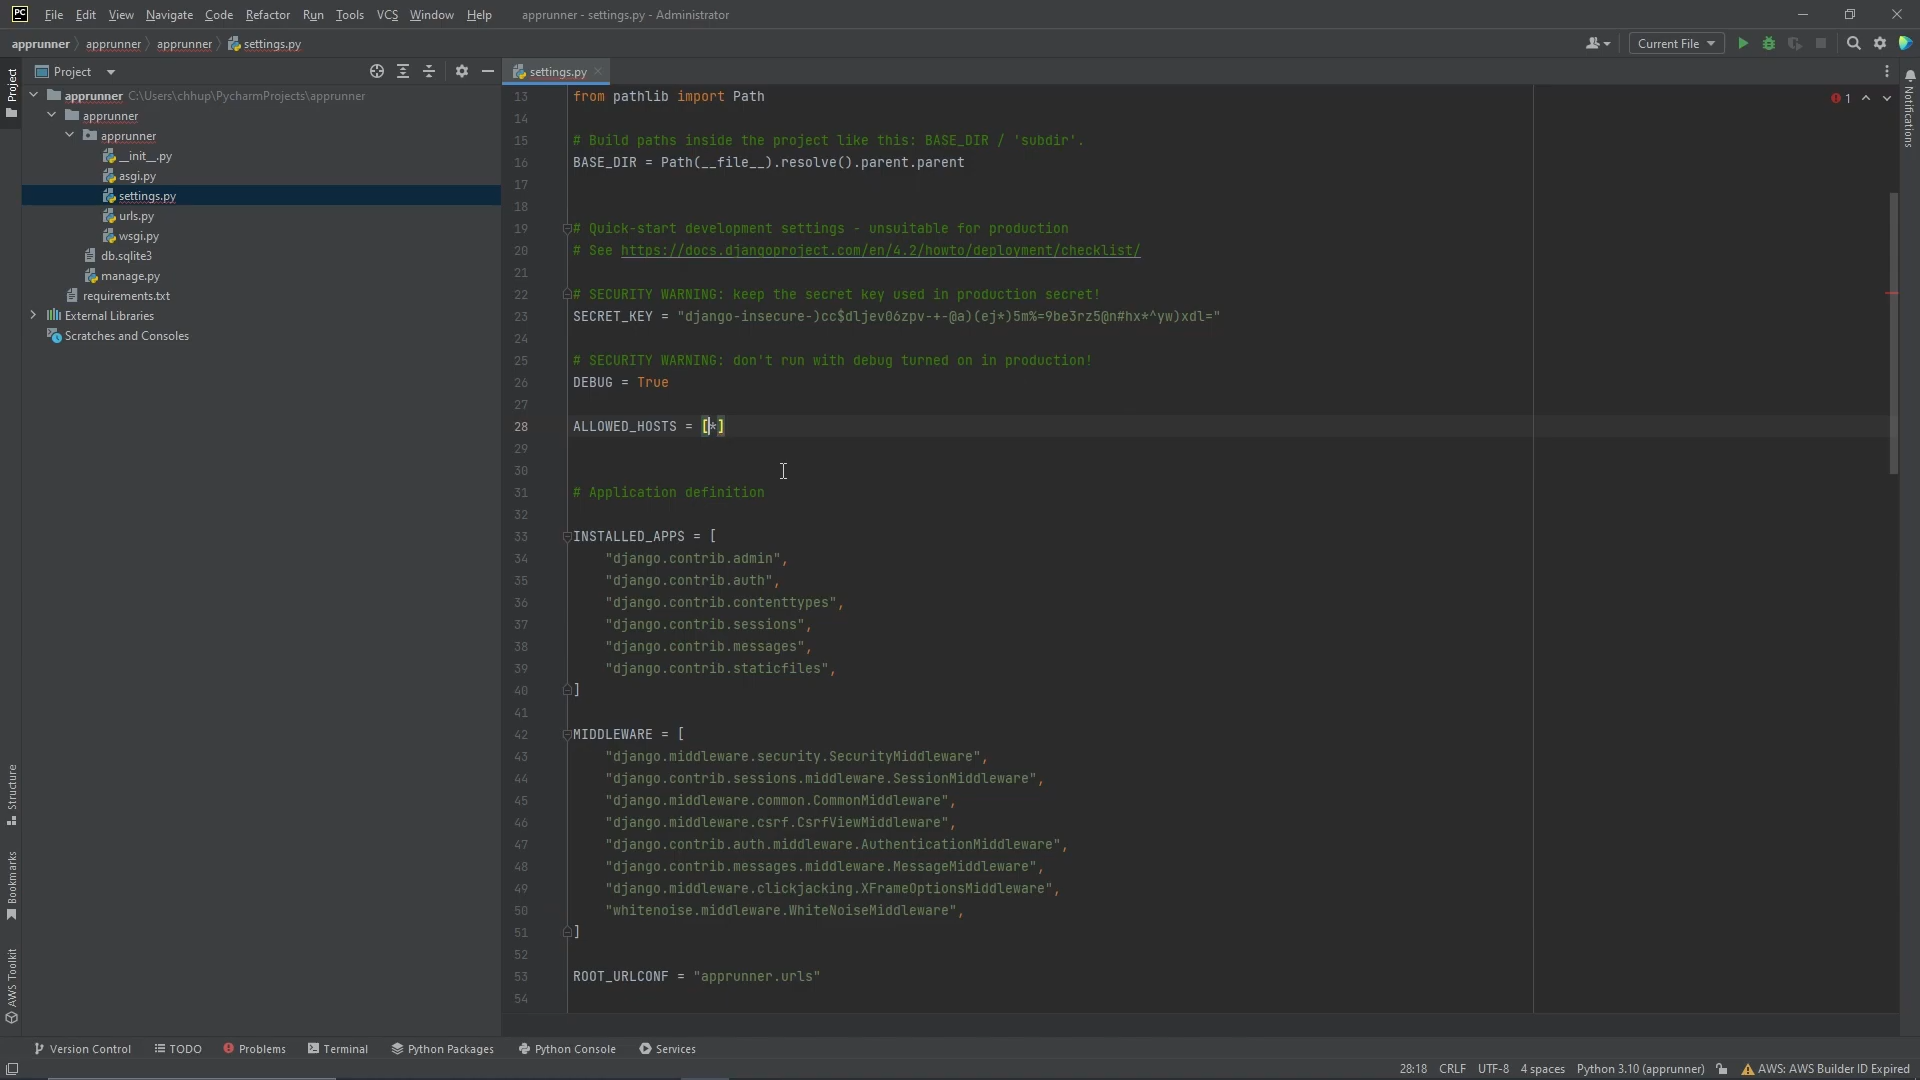 PC File Edit View Navigate Code Refactor Run Tools VCS Window Help apprunner - settings.py - Administrator
apprunner apprunner apprunner settings.py Current File
Project settings.py
apprunner C:\Users\chhup\PycharmProjects\apprunner
apprunner
apprunner
__init__.py
asgi.py
settings.py
urls.py
wsgi.py
db.sqlite3
manage.py
requirements.txt
External Libraries
Scratches and Consoles
Project
Structure
Bookmarks
AWS Toolkit
13 from pathlib import Path
14
15 # Build paths inside the project like this: BASE_DIR / 'subdir'.
16 BASE_DIR = Path(__file__).resolve().parent.parent
17
18
19 # Quick-start development settings - unsuitable for production
20 # See https://docs.djangoproject.com/en/4.2/howto/deployment/checklist/
21
22 # SECURITY WARNING: keep the secret key used in production secret!
23 SECRET_KEY = "django-insecure-)cc$dljev06zpv-+-@a)(ej*)5m%=9be3rz5@n#hx*^yw)xdl="
24
25 # SECURITY WARNING: don't run with debug turned on in production!
26 DEBUG = True
27
28 ALLOWED_HOSTS = [*]
29
30
31 # Application definition
32
33 INSTALLED_APPS = [
34 "django.contrib.admin",
35 "django.contrib.auth",
36 "django.contrib.contenttypes",
37 "django.contrib.sessions",
38 "django.contrib.messages",
39 "django.contrib.staticfiles",
40 ]
41
42 MIDDLEWARE = [
43 "django.middleware.security.SecurityMiddleware",
44 "django.contrib.sessions.middleware.SessionMiddleware",
45 "django.middleware.common.CommonMiddleware",
46 "django.middleware.csrf.CsrfViewMiddleware",
47 "django.contrib.auth.middleware.AuthenticationMiddleware",
48 "django.contrib.messages.middleware.MessageMiddleware",
49 "django.middleware.clickjacking.XFrameOptionsMiddleware",
50 "whitenoise.middleware.WhiteNoiseMiddleware",
51 ]
52
53 ROOT_URLCONF = "apprunner.urls"
54
1
Notifications
Version Control TODO Problems Terminal Python Packages Python Console Services
28:18 CRLF UTF-8 4 spaces Python 3.10 (apprunner) AWS: AWS Builder ID Expired